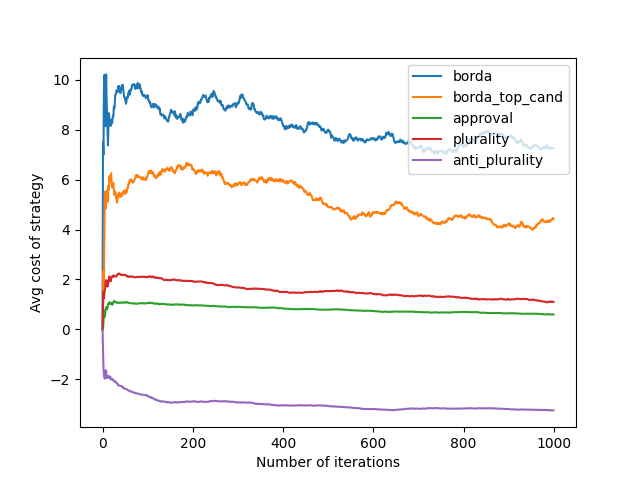 borda
borda_top_cand
approval
plurality
anti_plurality
10
8
6
4
2
0
−2
Avg cost of strategy
0 200 400 600 800 1000
Number of iterations